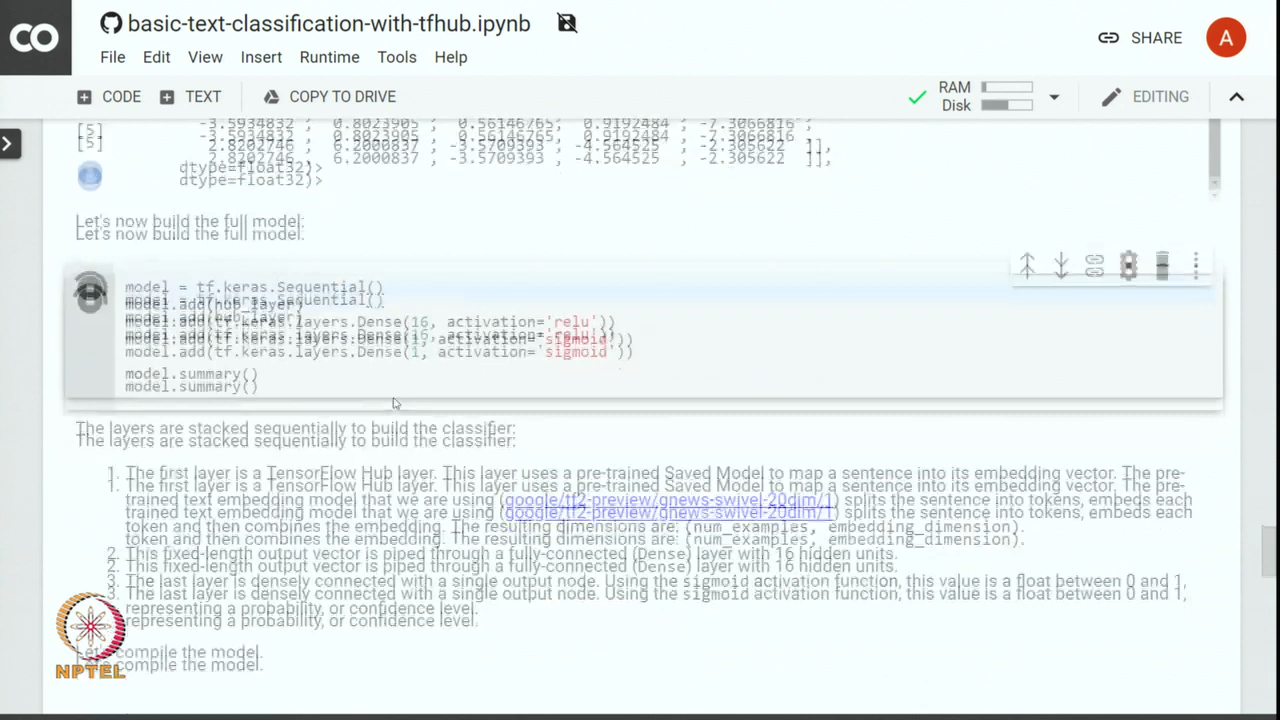 CO basic-text-classification-with-tfhub.ipynb
File Edit View Insert Runtime Tools Help
SHARE A
CODE TEXT COPY TO DRIVE RAM Disk EDITING
[5] -3.5934832 , 0.8023905 , 0.56146765, 0.9192484 , -7.3066816 ,
2.8202746 , 6.2000837 , -3.5709393 , -4.564525 , -2.305622 ]],
dtype=float32)>
Let's now build the full model:
model = tf.keras.Sequential()
model.add(hub_layer)
model.add(tf.keras.layers.Dense(16, activation='relu'))
model.add(tf.keras.layers.Dense(1, activation='sigmoid'))
model.summary()
The layers are stacked sequentially to build the classifier:
1. The first layer is a TensorFlow Hub layer. This layer uses a pre-trained Saved Model to map a sentence into its embedding vector. The pre-
trained text embedding model that we are using (google/tf2-preview/gnews-swivel-20dim/1) splits the sentence into tokens, embeds each
token and then combines the embedding. The resulting dimensions are: (num_examples, embedding_dimension).
2. This fixed-length output vector is piped through a fully-connected (Dense) layer with 16 hidden units.
3. The last layer is densely connected with a single output node. Using the sigmoid activation function, this value is a float between 0 and 1,
representing a probability, or confidence level.
Let's compile the model.
NPTEL